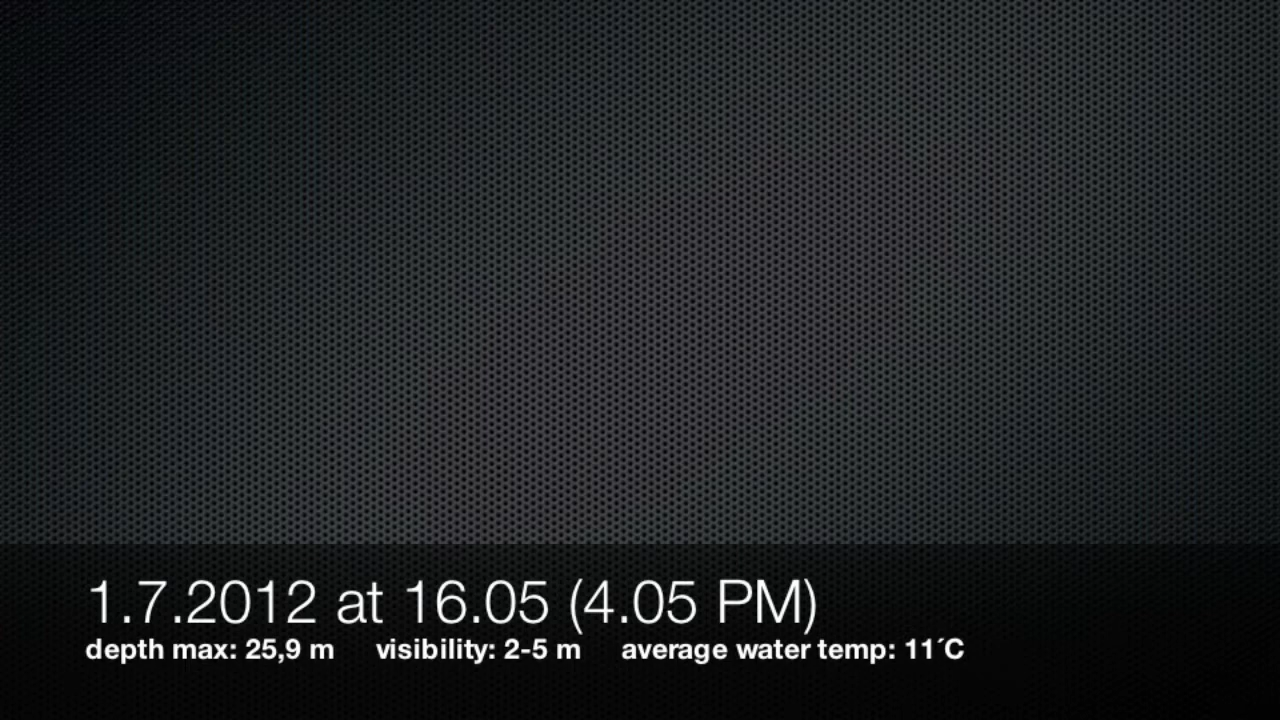 1.7.2012 at 16.05 (4.05 PM)
depth max: 25,9 m visibility: 2-5 m average water temp: 11´C